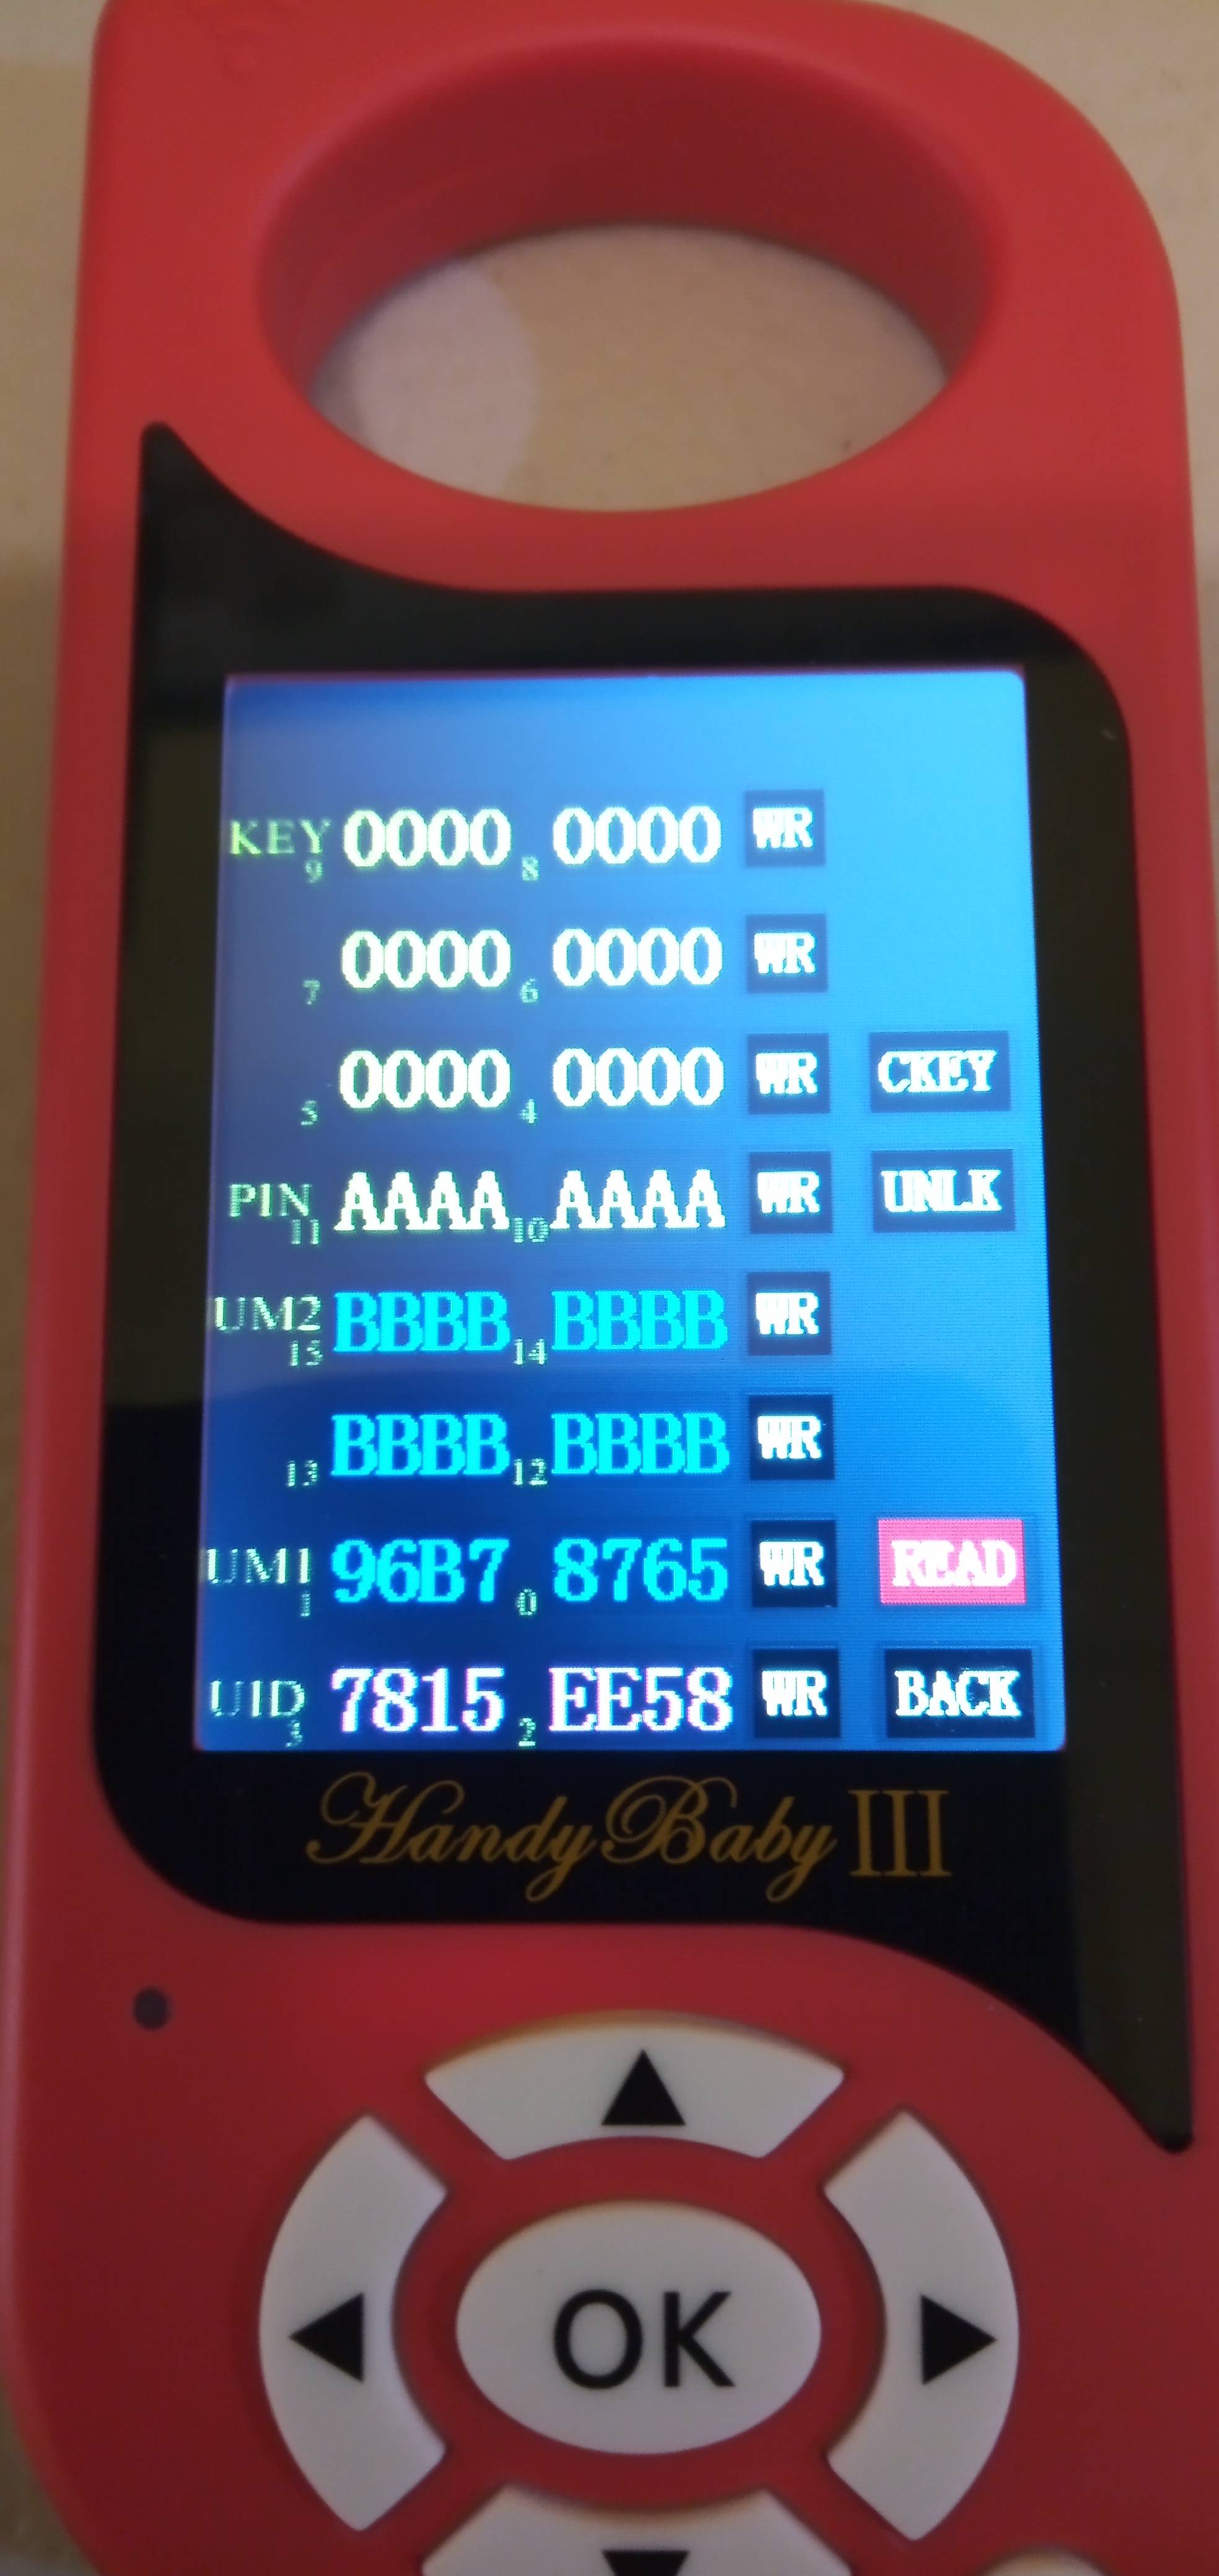 KEY 9 0000 8 0000 WR
7 0000 6 0000 WR
5 0000 4 0000 WR CKEY
PIN 11 AAAA 10 AAAA WR UNLK
UM2 15 BBBB 14 BBBB WR
13 BBBB 12 BBBB WR
UM1 1 96B7 0 8765 WR READ
UID 3 7815 2 EE58 WR BACK
HandyBaby III
OK